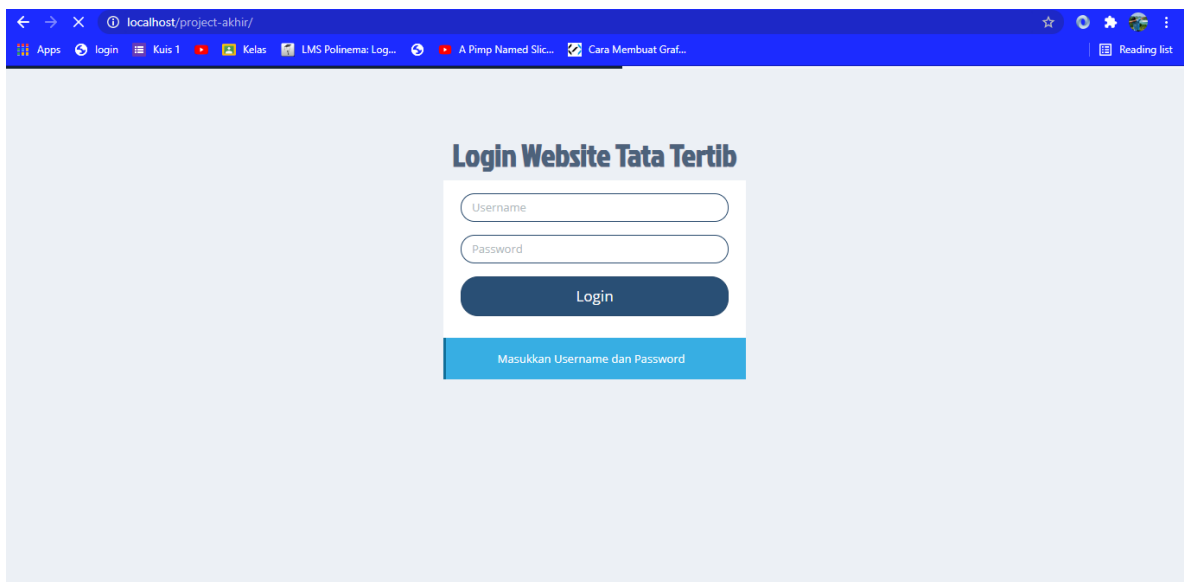 localhost/project-akhir/
Apps login Kuis 1 Kelas LMS Polinema: Log... A Pimp Named Slic... Cara Membuat Graf... Reading list
Login Website Tata Tertib
Username
Password
Login
Masukkan Username dan Password